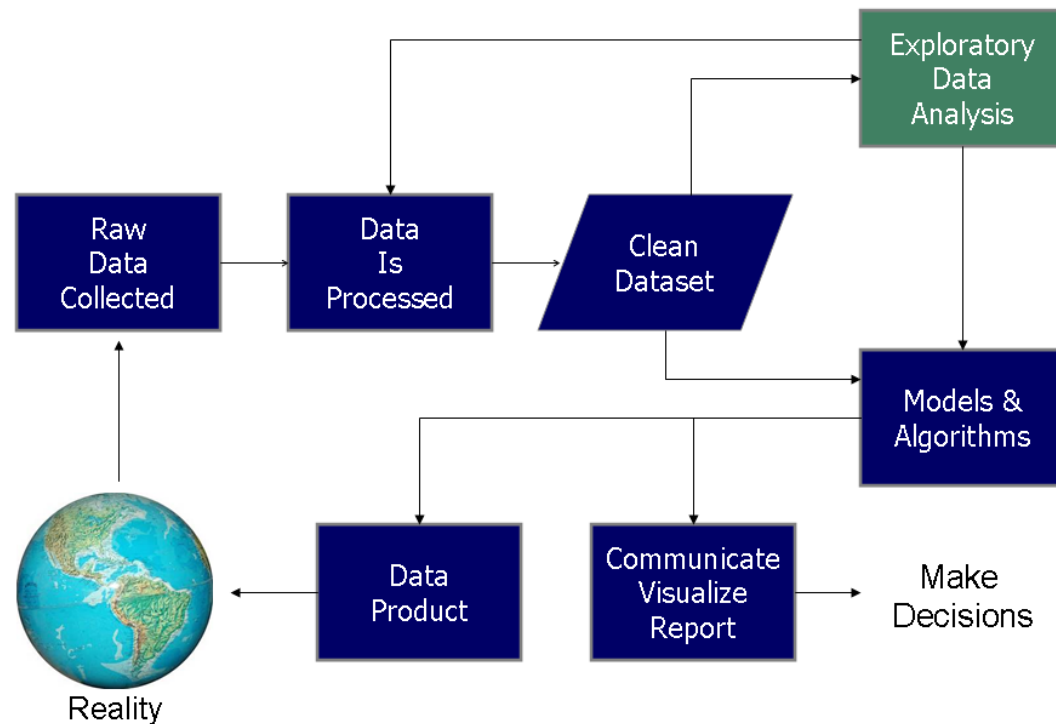 Exploratory
Data
Analysis
Raw
Data
Collected
Data
Is
Processed
Clean
Dataset
Models &
Algorithms
Data
Product
Communicate
Visualize
Report
Make
Decisions
Reality